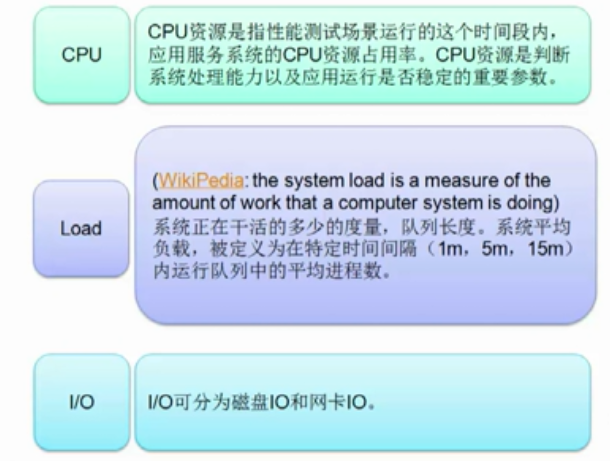 CPU
CPU资源是指性能测试场景运行的这个时间段内，
应用服务系统的CPU资源占用率。CPU资源是判断
系统处理能力以及应用运行是否稳定的重要参数。
Load
(WikiPedia: the system load is a measure of the
amount of work that a computer system is doing)
系统正在干活的多少的度量，队列长度。系统平均
负载，被定义为在特定时间间隔（1m，5m，15m）
内运行队列中的平均进程数。
I/O
I/O可分为磁盘IO和网卡IO。